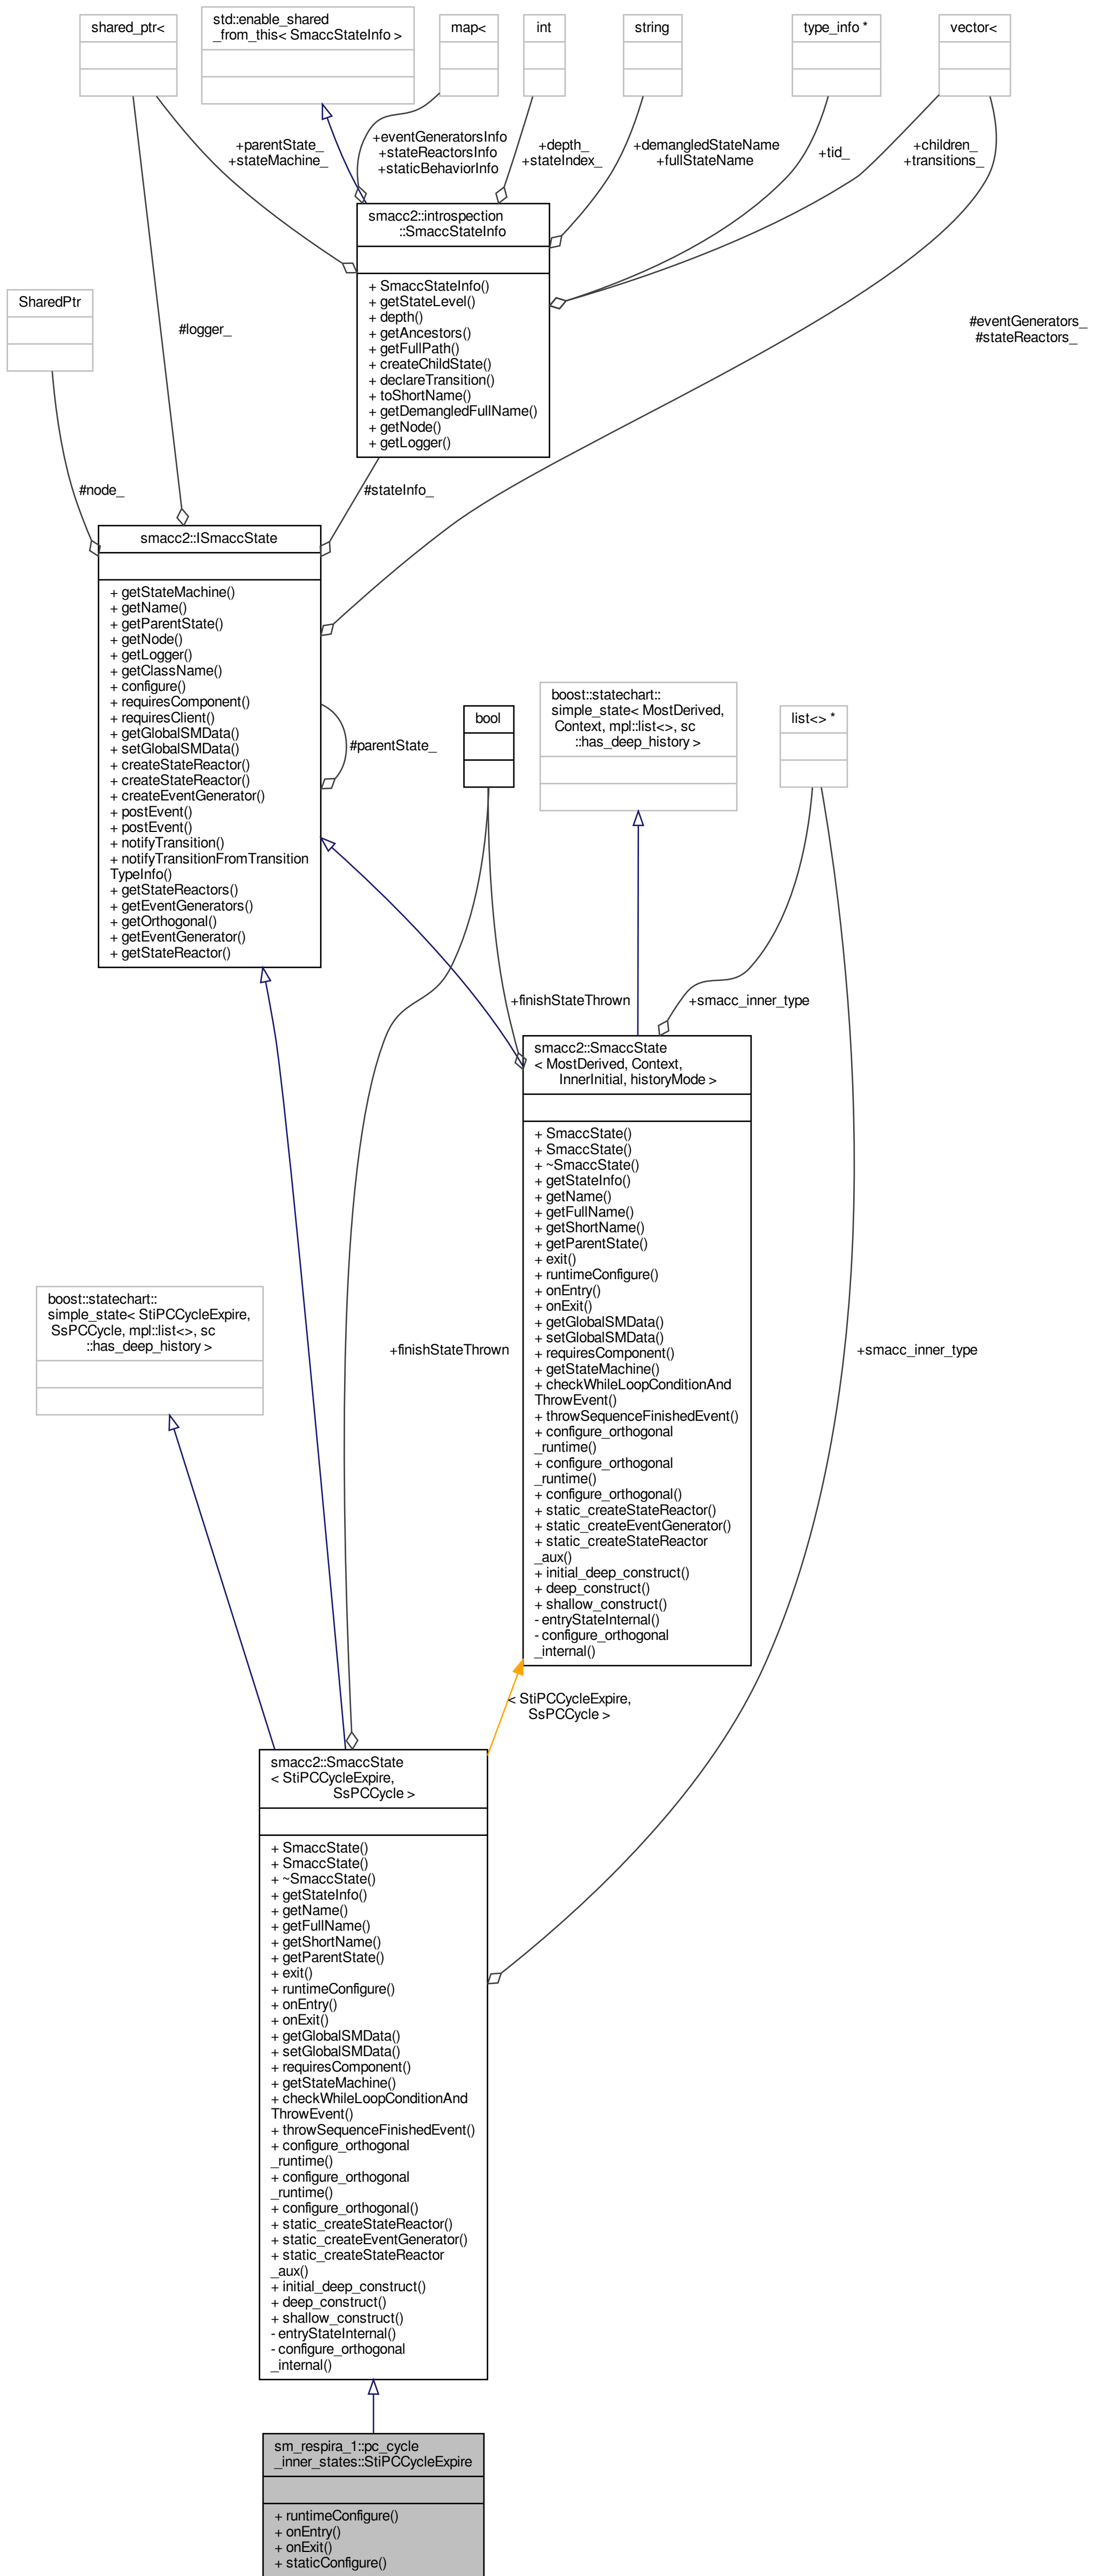 shared_ptr<
std::enable_shared
_from_this< SmaccStateInfo >
map<
int
string
type_info *
vector<
+parentState_
+stateMachine_
+eventGeneratorsInfo
+stateReactorsInfo
+staticBehaviorInfo
+depth_
+stateIndex_
+demangledStateName
+fullStateName
+tid_
+children_
+transitions_
smacc2::introspection
::SmaccStateInfo
+ SmaccStateInfo()
+ getStateLevel()
+ depth()
+ getAncestors()
+ getFullPath()
+ createChildState()
+ declareTransition()
+ toShortName()
+ getDemangledFullName()
+ getNode()
+ getLogger()
SharedPtr
#logger_
#eventGenerators_
#stateReactors_
#node_
#stateInfo_
smacc2::ISmaccState
+ getStateMachine()
+ getName()
+ getParentState()
+ getNode()
+ getLogger()
+ getClassName()
+ configure()
+ requiresComponent()
+ requiresClient()
+ getGlobalSMData()
+ setGlobalSMData()
+ createStateReactor()
+ createStateReactor()
+ createEventGenerator()
+ postEvent()
+ postEvent()
+ notifyTransition()
+ notifyTransitionFromTransition
TypeInfo()
+ getStateReactors()
+ getEventGenerators()
+ getOrthogonal()
+ getEventGenerator()
+ getStateReactor()
#parentState_
bool
boost::statechart::
simple_state< MostDerived,
Context, mpl::list<>, sc
::has_deep_history >
list<> *
+finishStateThrown
+smacc_inner_type
smacc2::SmaccState
< MostDerived, Context,
InnerInitial, historyMode >
+ SmaccState()
+ SmaccState()
+ ~SmaccState()
+ getStateInfo()
+ getName()
+ getFullName()
+ getShortName()
+ getParentState()
+ exit()
+ runtimeConfigure()
+ onEntry()
+ onExit()
+ getGlobalSMData()
+ setGlobalSMData()
+ requiresComponent()
+ getStateMachine()
+ checkWhileLoopConditionAnd
ThrowEvent()
+ throwSequenceFinishedEvent()
+ configure_orthogonal
_runtime()
+ configure_orthogonal
_runtime()
+ configure_orthogonal()
+ static_createStateReactor()
+ static_createEventGenerator()
+ static_createStateReactor
_aux()
+ initial_deep_construct()
+ deep_construct()
+ shallow_construct()
- entryStateInternal()
- configure_orthogonal
_internal()
boost::statechart::
simple_state< StiPCCycleExpire,
SsPCCycle, mpl::list<>, sc
::has_deep_history >
+finishStateThrown
+smacc_inner_type
< StiPCCycleExpire,
SsPCCycle >
smacc2::SmaccState
< StiPCCycleExpire,
SsPCCycle >
+ SmaccState()
+ SmaccState()
+ ~SmaccState()
+ getStateInfo()
+ getName()
+ getFullName()
+ getShortName()
+ getParentState()
+ exit()
+ runtimeConfigure()
+ onEntry()
+ onExit()
+ getGlobalSMData()
+ setGlobalSMData()
+ requiresComponent()
+ getStateMachine()
+ checkWhileLoopConditionAnd
ThrowEvent()
+ throwSequenceFinishedEvent()
+ configure_orthogonal
_runtime()
+ configure_orthogonal
_runtime()
+ configure_orthogonal()
+ static_createStateReactor()
+ static_createEventGenerator()
+ static_createStateReactor
_aux()
+ initial_deep_construct()
+ deep_construct()
+ shallow_construct()
- entryStateInternal()
- configure_orthogonal
_internal()
sm_respira_1::pc_cycle
_inner_states::StiPCCycleExpire
+ runtimeConfigure()
+ onEntry()
+ onExit()
+ staticConfigure()